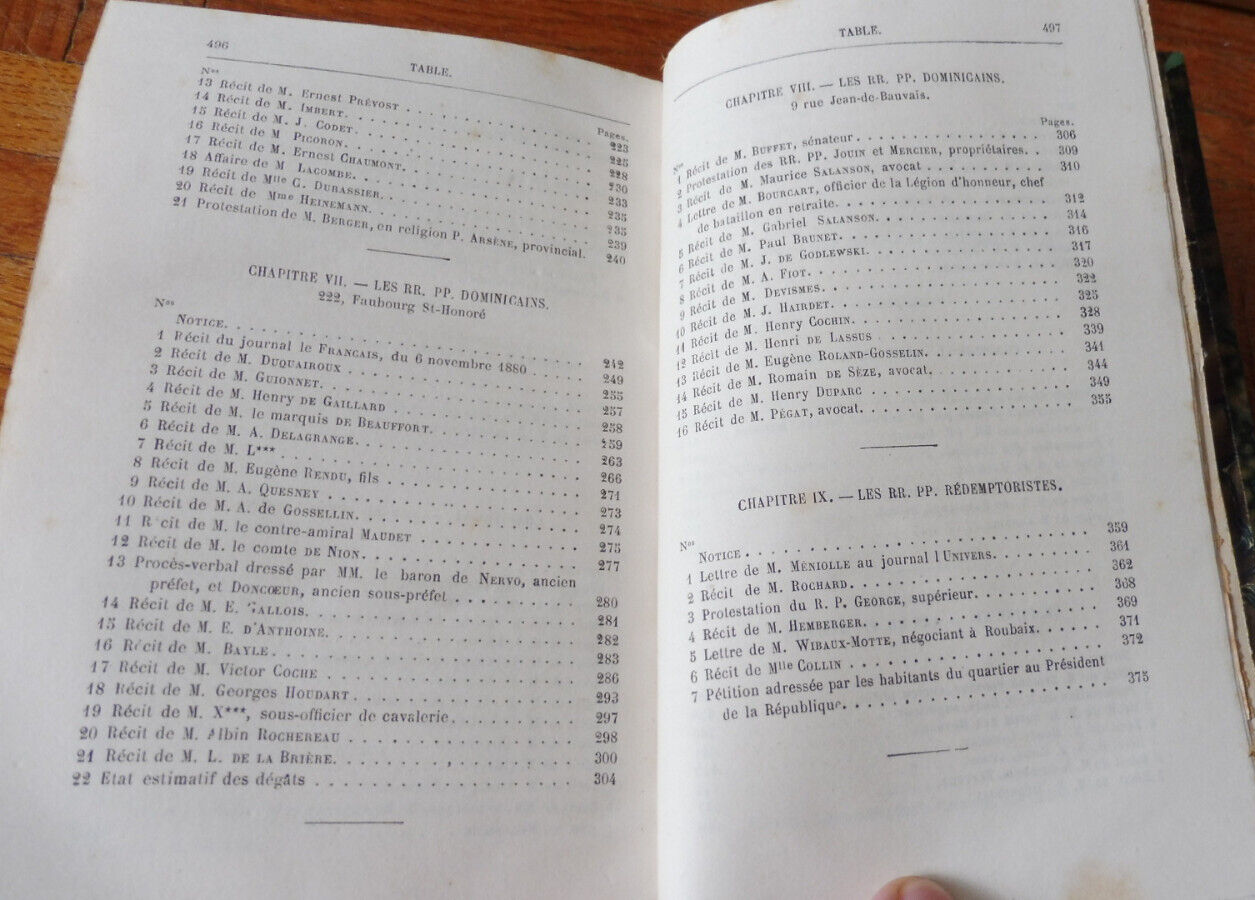 496
TABLE.
Nos
Pages.
13 Récit de M. Ernest PRÉVOST . . . 223
14 Récit de M. IMBERT. . . . 225
15 Récit de M. J. CODET. . . . 228
16 Récit de M PICORON. . . . 230
17 Récit de M. Ernest CHAUMONT. . . . 233
18 Affaire de M LACOMBE. . . . 235
19 Récit de Mlle G. DUBASSIER. . . . 235
20 Récit de Mme HEINEMANN. . . . 239
21 Protestation de M. BERGER, en religion P. ARSÈNE, provincial. 240
CHAPITRE VII. — LES RR. PP. DOMINICAINS.
222, Faubourg St-Honoré
Nos
NOTICE. . . . 242
1 Récit du journal le FRANCAIS, du 6 novembre 1880 . . . 249
2 Récit de M. DUQUAIROUX . . . 255
3 Récit de M. GUIONNET. . . . 257
4 Récit de M. Henry DE GAILLARD . . . 258
5 Récit de M. le marquis DE BEAUFFORT. . . . 259
6 Récit de M. A. DELAGRANGE. . . . 263
7 Récit de M. L*** . . . 266
8 Récit de M. Eugène RENDU, fils . . . 271
9 Récit de M. A. QUESNEY . . . 273
10 Récit de M. A. de GOSSELLIN. . . . 274
11 Récit de M. le contre-amiral MAUDET . . . 275
12 Récit de M. le comte DE NION. . . . 277
13 Procès-verbal dressé par MM. le baron de NERVO, ancien
préfet, et DONCŒUR, ancien sous-préfet . . . 280
14 Récit de M. E. GALLOIS. . . . 281
15 Récit de M. E. D'ANTHOINE. . . . 282
16 Récit de M. BAYLE. . . . 283
17 Récit de M. Victor COCHE . . . 286
18 Récit de M. Georges HOUDART. . . . 293
19 Récit de M. X***, sous-officier de cavalerie. . . . 297
20 Récit de M. Albin ROCHEREAU . . . 298
21 Récit de M. L. DE LA BRIÈRE. . . . 300
22 Etat estimatif des dégâts . . . 304
TABLE.
497
CHAPITRE VIII. — LES RR. PP. DOMINICAINS.
9 rue Jean-de-Bauvais.
Nos
Pages.
1 Récit de M. BUFFET, sénateur. . . . 306
2 Protestation des RR. PP. JOUIN et MERCIER, propriétaires. . 309
3 Récit de M. Maurice SALANSON, avocat . . . 310
4 Lettre de M. BOURCART, officier de la Légion d'honneur, chef
de bataillon en retraite. . . . 312
5 Récit de M. Gabriel SALANSON. . . . 314
6 Récit de M. Paul BRUNET. . . . 316
7 Récit de M. J. DE GODLEWSKI. . . . 317
8 Récit de M. A. FIOT. . . . 320
9 Récit de M. DEVISMES. . . . 322
10 Récit de M. J. HAIRDET. . . . 325
11 Récit de M. Henry COCHIN. . . . 328
12 Récit de M. Henri DE LASSUS . . . 339
13 Récit de M. Eugène ROLAND-GOSSELIN. . . . 341
14 Récit de M. Romain DE SÈZE, avocat. . . . 344
15 Récit de M. Henry DUPARC . . . 349
16 Récit de M. PÉGAT, avocat. . . . 355
CHAPITRE IX. — LES RR. PP. RÉDEMPTORISTES.
Nos
NOTICE . . . 359
1 Lettre de M. MÉNIOLLE au journal l'UNIVERS. . . . 361
2 Récit de M. ROCHARD. . . . 362
3 Protestation du R. P. GEORGE, supérieur. . . . 368
4 Récit de M. HEMBERGER. . . . 369
5 Lettre de M. WIBAUX-MOTTE, négociant à Roubaix. . . . 371
6 Récit de Mlle COLLIN . . . 372
7 Pétition adressée par les habitants du quartier au Président
de la République. . . . 375